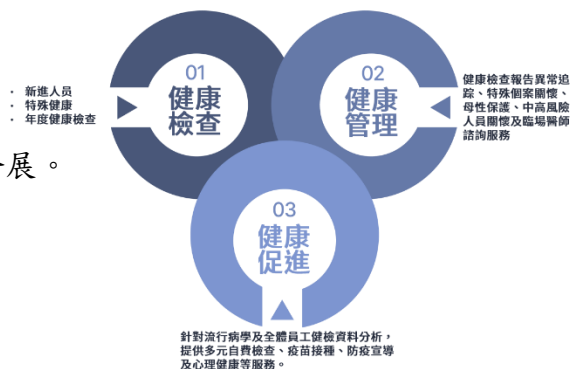 01
健康
檢查
· 新進人員
· 特殊健康
· 年度健康檢查
02
健康
管理
健康檢查報告異常追
踪、特殊個案關懷、
母性保護、中高風險
人員關懷及臨場醫師
諮詢服務
展。
03
健康
促進
針對流行病學及全體員工健檢資料分析，
提供多元自費檢查、疫苗接種、防疫宣導
及心理健康等服務。